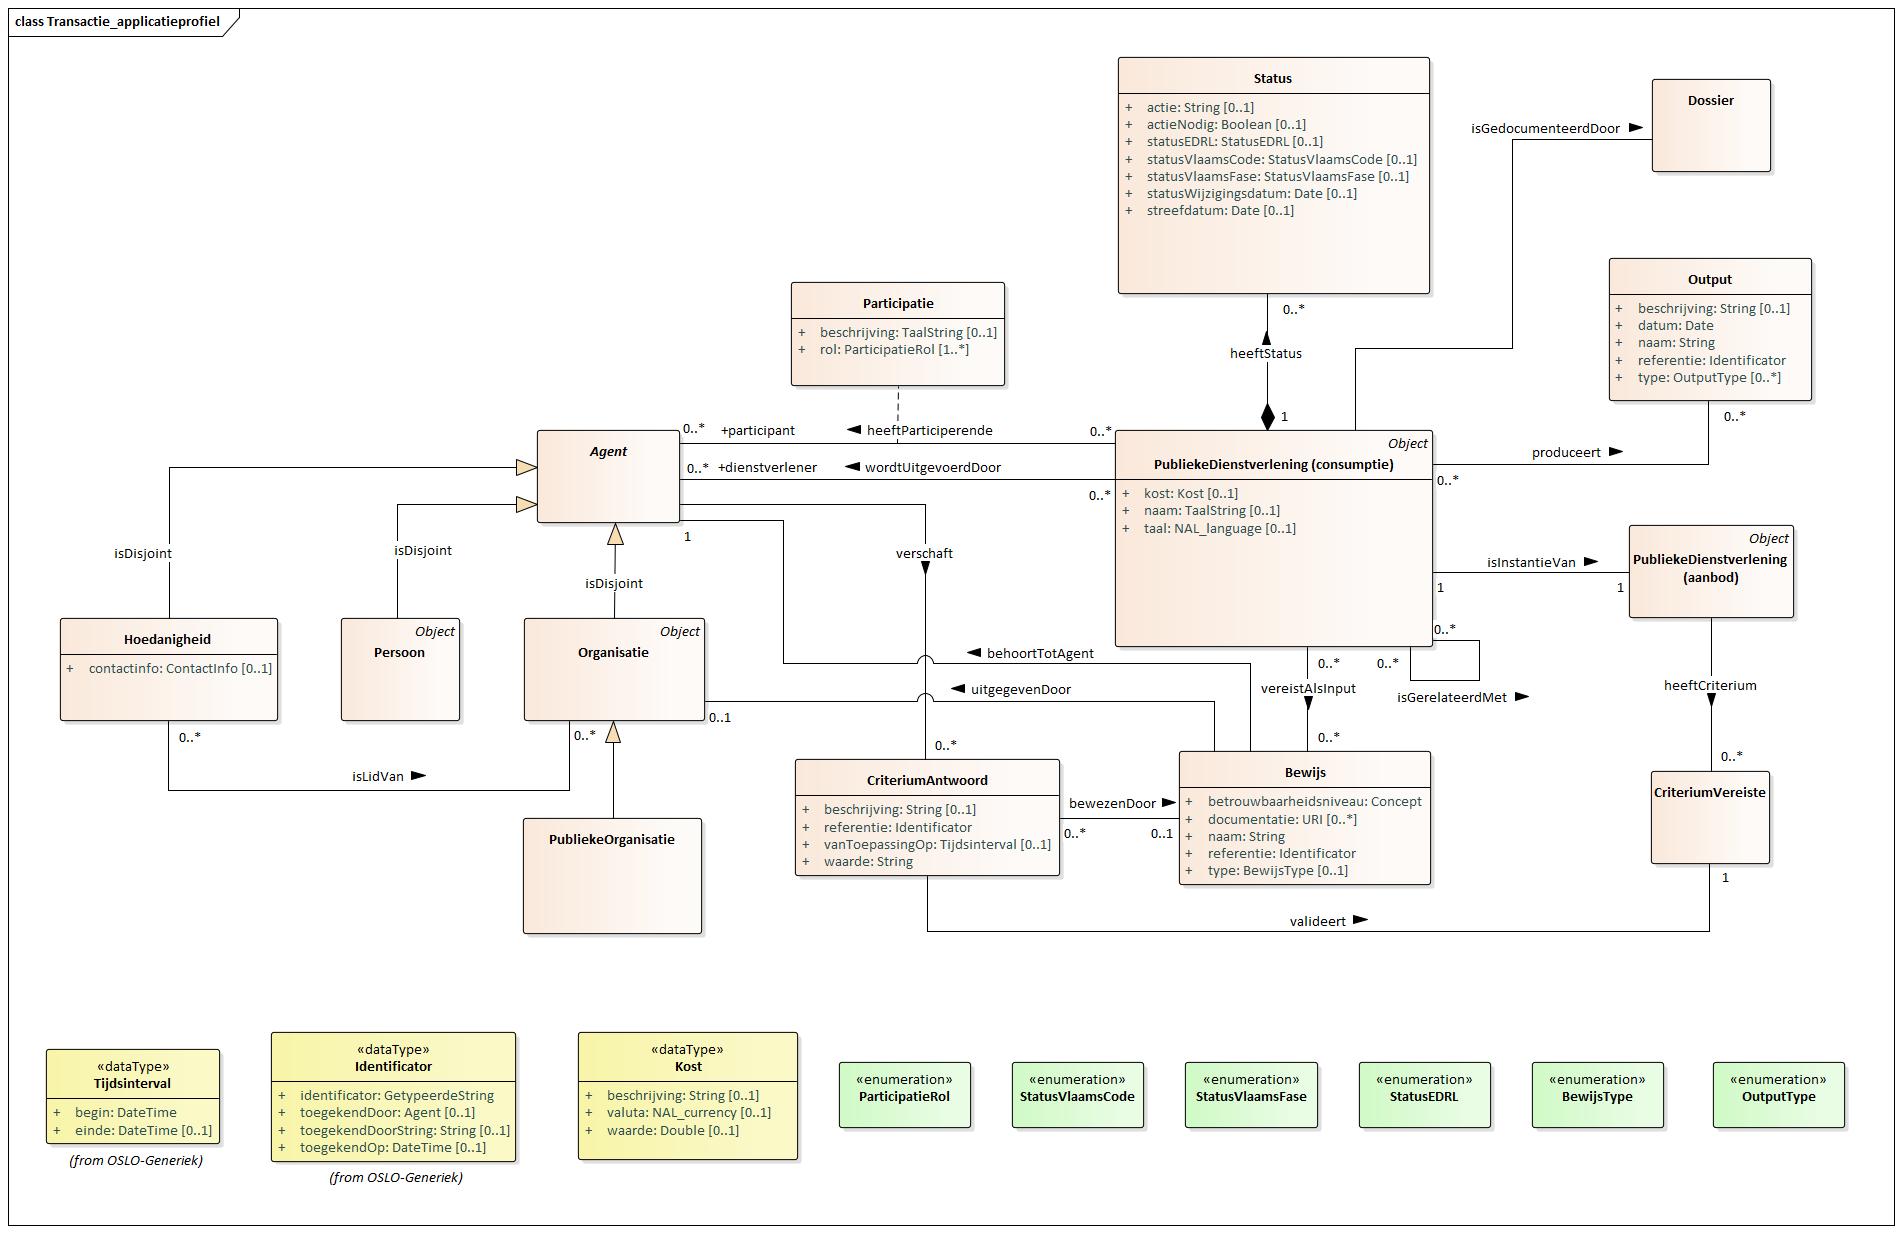 class Transactie_applicatieprofiel
Status
+ actie: String [0..1]
+ actieNodig: Boolean [0..1]
+ statusEDRL: StatusEDRL [0..1]
+ statusVlaamsCode: StatusVlaamsCode [0..1]
+ statusVlaamsFase: StatusVlaamsFase [0..1]
+ statusWijzigingsdatum: Date [0..1]
+ streefdatum: Date [0..1]
Dossier
isGedocumenteerdDoor
Output
+ beschrijving: String [0..1]
+ datum: Date
+ naam: String
+ referentie: Identificator
+ type: OutputType [0..*]
0..*
Participatie
+ beschrijving: TaalString [0..1]
+ rol: ParticipatieRol [1..*]
0..*
heeftStatus
1
0..* +participant heeftParticiperende 0..*
0..* +dienstverlener wordtUitgevoerdDoor
0..*
Agent
Object
PubliekeDienstverlening (consumptie)
+ kost: Kost [0..1]
+ naam: TaalString [0..1]
+ taal: NAL_language [0..1]
produceert
0..*
isInstantieVan
1 1
Object
PubliekeDienstverlening
(aanbod)
1
isDisjoint
isDisjoint
isDisjoint
verschaft
Hoedanigheid
+ contactinfo: ContactInfo [0..1]
Object
Persoon
Object
Organisatie
behoortTotAgent
uitgegevenDoor
0..1
0..*
vereistAlsInput
0..*
0..*
0..*
isGerelateerdMet
heeftCriterium
0..*
0..*
0..*
isLidVan
0..*
PubliekeOrganisatie
CriteriumAntwoord
+ beschrijving: String [0..1]
+ referentie: Identificator
+ vanToepassingOp: Tijdsinterval [0..1]
+ waarde: String
bewezenDoor
0..* 0..1
Bewijs
+ betrouwbaarheidsniveau: Concept
+ documentatie: URI [0..*]
+ naam: String
+ referentie: Identificator
+ type: BewijsType [0..1]
CriteriumVereiste
1
valideert
«dataType»
Tijdsinterval
+ begin: DateTime
+ einde: DateTime [0..1]
(from OSLO-Generiek)
«dataType»
Identificator
+ identificator: GetypeerdeString
+ toegekendDoor: Agent [0..1]
+ toegekendDoorString: String [0..1]
+ toegekendOp: DateTime [0..1]
(from OSLO-Generiek)
«dataType»
Kost
+ beschrijving: String [0..1]
+ valuta: NAL_currency [0..1]
+ waarde: Double [0..1]
«enumeration»
ParticipatieRol
«enumeration»
StatusVlaamsCode
«enumeration»
StatusVlaamsFase
«enumeration»
StatusEDRL
«enumeration»
BewijsType
«enumeration»
OutputType